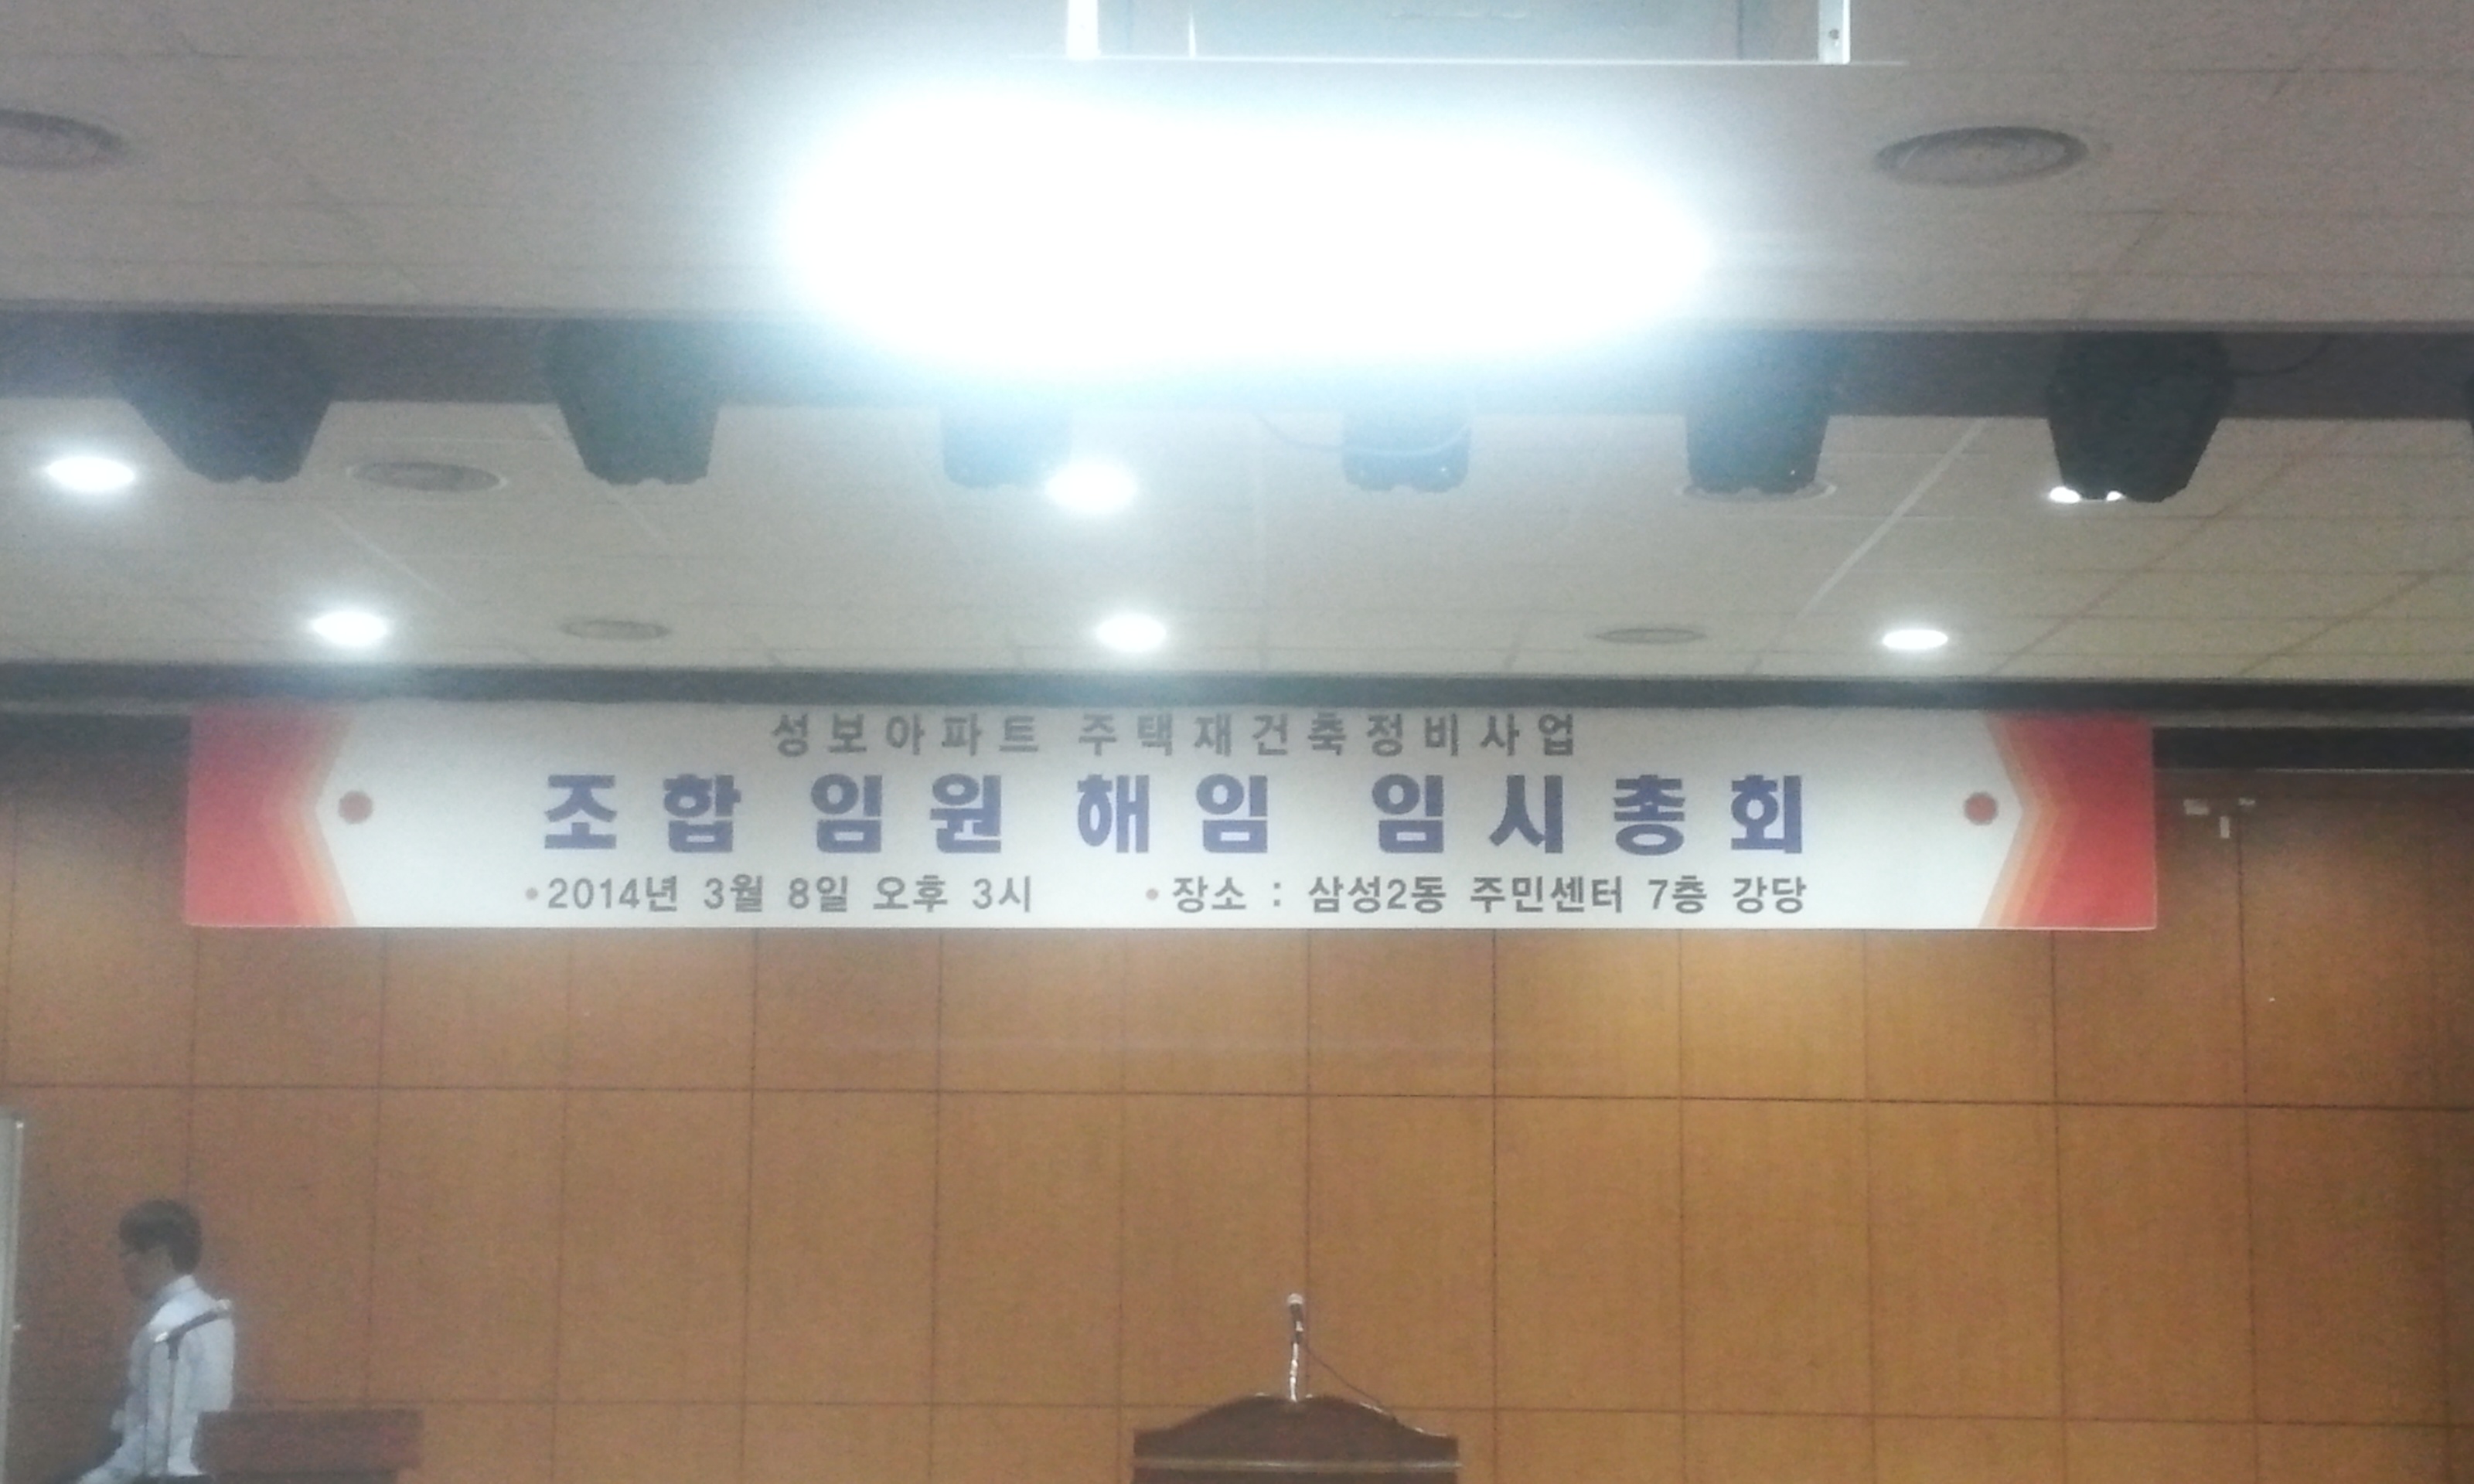 성보아파트 주택재건축정비사업
조합 임원 해임 임시총회
•2014년 3월 8일 오후 3시 •장소 : 삼성2동 주민센터 7층 강당